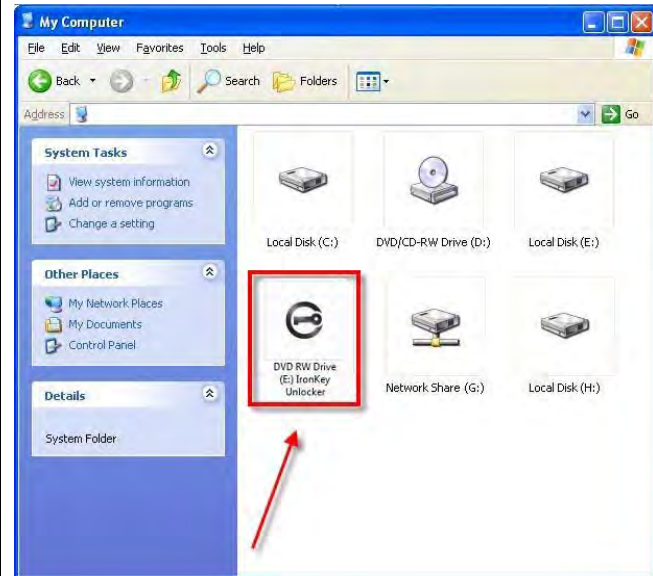 My Computer
File Edit View Favorites Tools Help
Back Search Folders
Address Go
System Tasks
View system information
Add or remove programs
Change a setting
Other Places
My Network Places
My Documents
Control Panel
Details
System Folder
Local Disk (C:) DVD/CD-RW Drive (D:) Local Disk (E:)
DVD RW Drive
(E:) IronKey
Unlocker
Network Share (G:) Local Disk (H:)